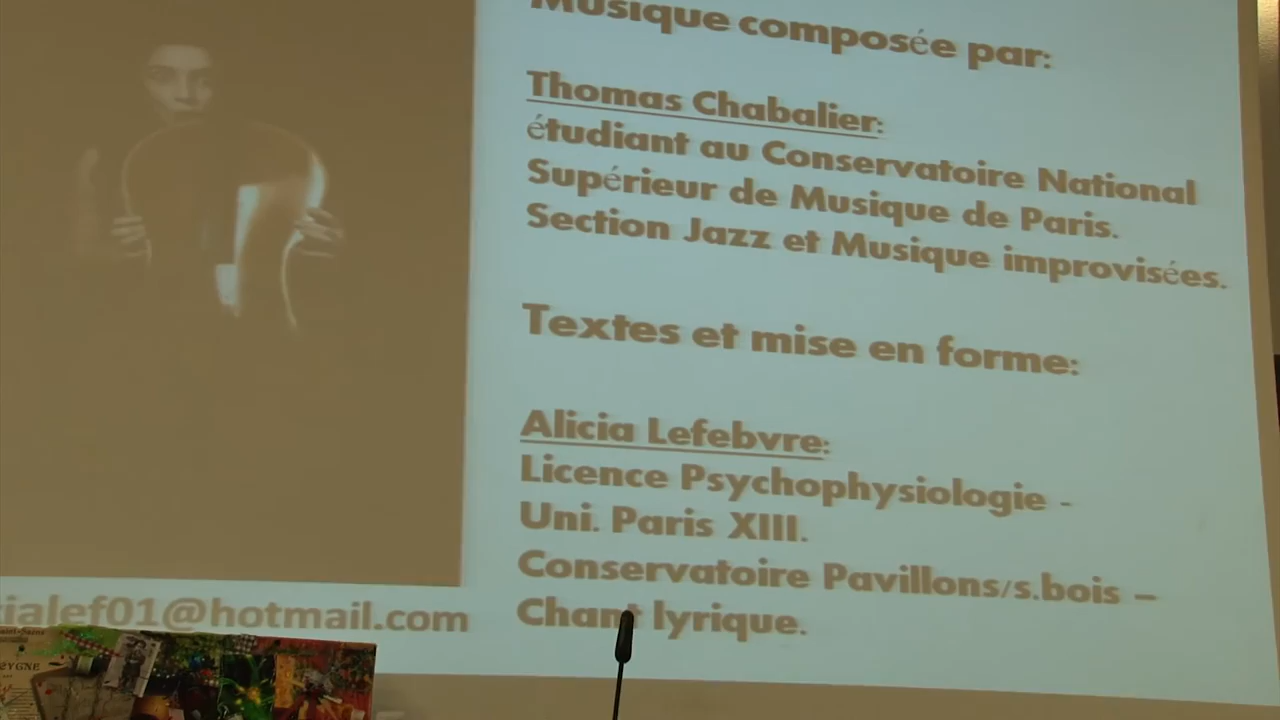 Musique composée par:
Thomas Chabalier:
étudiant au Conservatoire National
Supérieur de Musique de Paris.
Section Jazz et Musique improvisées.
Textes et mise en forme:
Alicia Lefebvre:
Licence Psychophysiologie -
Uni. Paris XIII.
Conservatoire Pavillons/s.bois –
Chant lyrique.
cialef01@hotmail.com